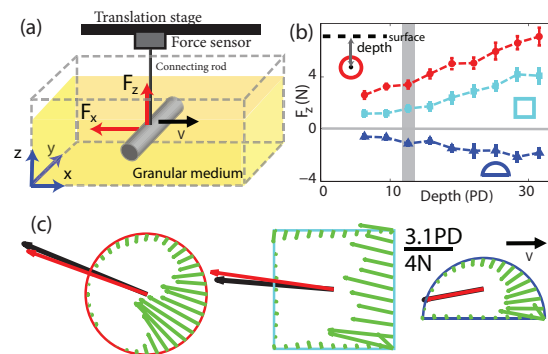 (a)
Translation stage
Force sensor
Connecting rod
F_z
F_x
v
z
y
x
Granular medium
(b)
surface
depth
F_z (N)
4
0
−4
0
10
20
30
Depth (PD)
(c)
3.1PD
4N
v